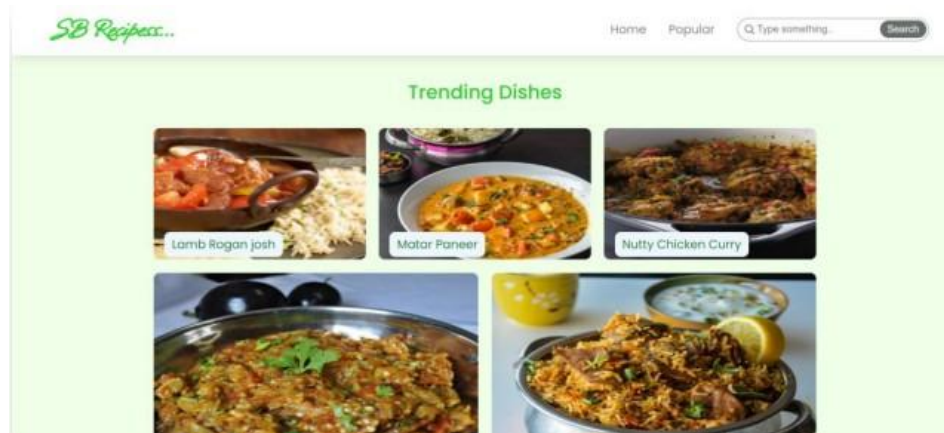 SB Recipess...
Home Popular Type something... Search
Trending Dishes
Lamb Rogan josh Matar Paneer Nutty Chicken Curry